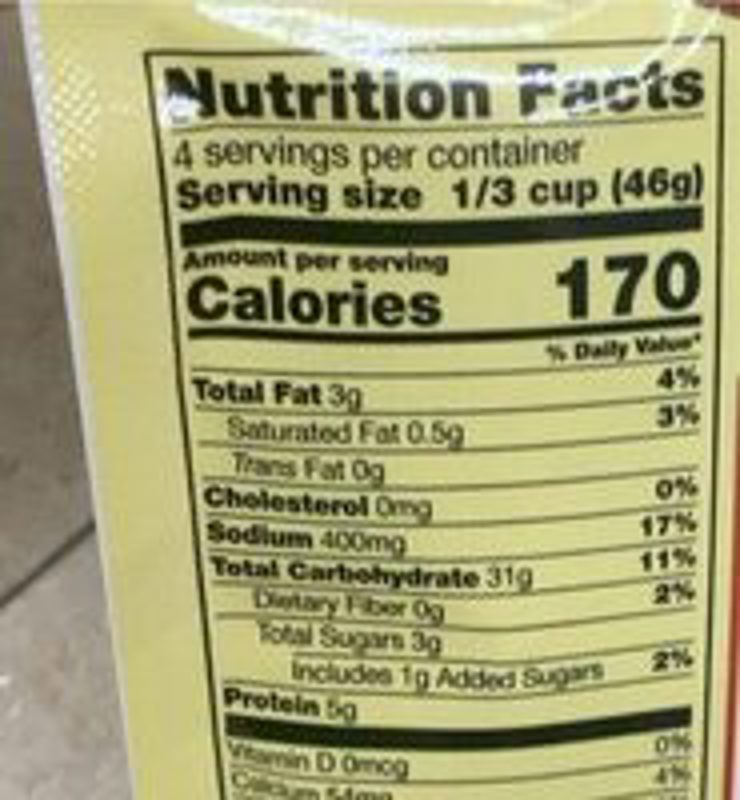 Nutrition Facts
4 servings per container
Serving size 1/3 cup (46g)
Amount per serving
Calories 170
% Daily Value*
Total Fat 3g 4%
Saturated Fat 0.5g 3%
Trans Fat 0g
Cholesterol 0mg 0%
Sodium 400mg 17%
Total Carbohydrate 31g 11%
Dietary Fiber 0g 2%
Total Sugars 3g
Includes 1g Added Sugars 2%
Protein 5g
Vitamin D 0mcg 0%
Calcium 54mg 4%